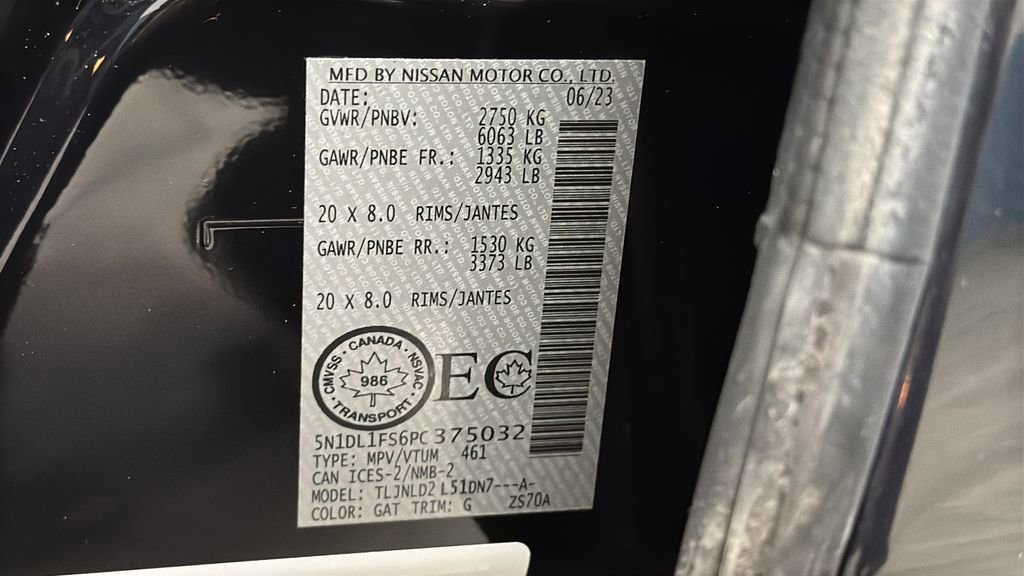 MFD BY NISSAN MOTOR CO., LTD.
DATE: 06/23
GVWR/PNBV: 2750 KG
6063 LB
GAWR/PNBE FR.: 1335 KG
2943 LB
20 X 8.0 RIMS/JANTES
GAWR/PNBE RR.: 1530 KG
3373 LB
20 X 8.0 RIMS/JANTES
CMVSS · CANADA · NSVAC
986
· TRANSPORT ·
EC
5N1DL1FS6PC375032
TYPE: MPV/VTUM 461
CAN ICES-2/NMB-2
MODEL: TLJNLD2 L51DN7---A-
COLOR: GAT TRIM: G ZS70A